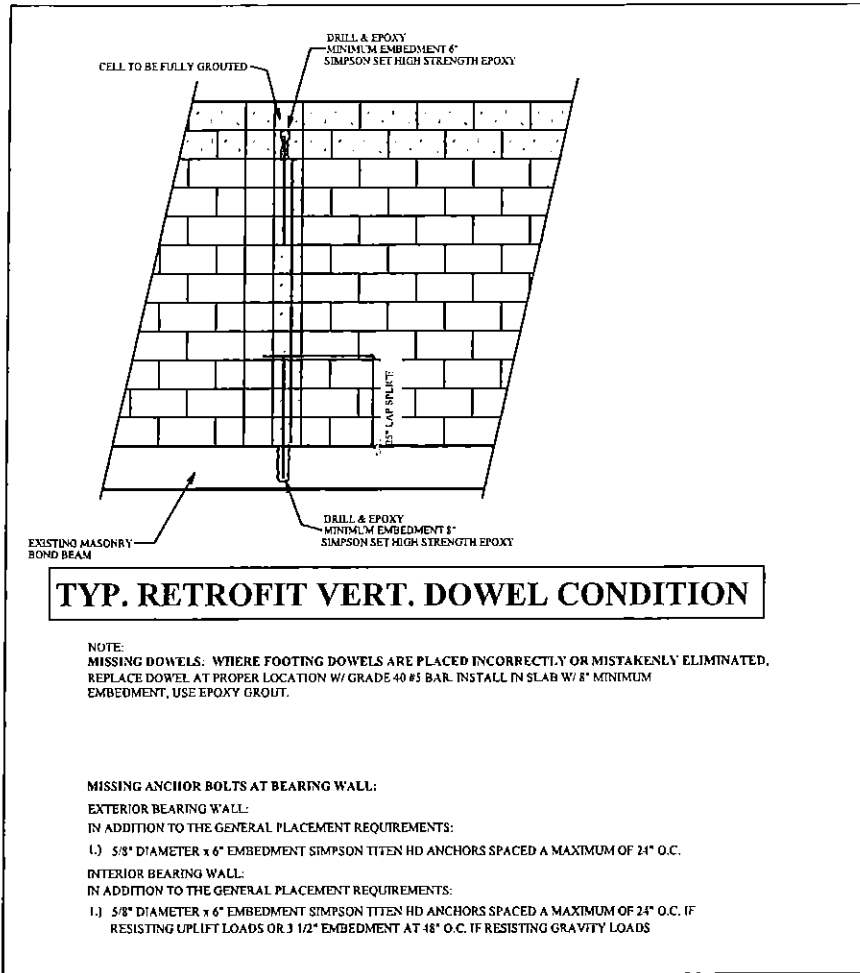 DRILL & EPOXY
MINIMUM EMBEDMENT 6"
SIMPSON SET HIGH STRENGTH EPOXY
CELL TO BE FULLY GROUTED
25" LAP SPLICE
DRILL & EPOXY
MINIMUM EMBEDMENT 8"
SIMPSON SET HIGH STRENGTH EPOXY
EXISTING MASONRY
BOND BEAM
TYP. RETROFIT VERT. DOWEL CONDITION
NOTE:
MISSING DOWELS: WHERE FOOTING DOWELS ARE PLACED INCORRECTLY OR MISTAKENLY ELIMINATED,
REPLACE DOWEL AT PROPER LOCATION W/ GRADE 40 #5 BAR. INSTALL IN SLAB W/ 8" MINIMUM
EMBEDMENT, USE EPOXY GROUT.
MISSING ANCHOR BOLTS AT BEARING WALL:
EXTERIOR BEARING WALL:
IN ADDITION TO THE GENERAL PLACEMENT REQUIREMENTS:
1.) 5/8" DIAMETER x 6" EMBEDMENT SIMPSON TITEN HD ANCHORS SPACED A MAXIMUM OF 24" O.C.
INTERIOR BEARING WALL:
IN ADDITION TO THE GENERAL PLACEMENT REQUIREMENTS:
1.) 5/8" DIAMETER x 6" EMBEDMENT SIMPSON TITEN HD ANCHORS SPACED A MAXIMUM OF 24" O.C. IF
RESISTING UPLIFT LOADS OR 3 1/2" EMBEDMENT AT 48" O.C. IF RESISTING GRAVITY LOADS